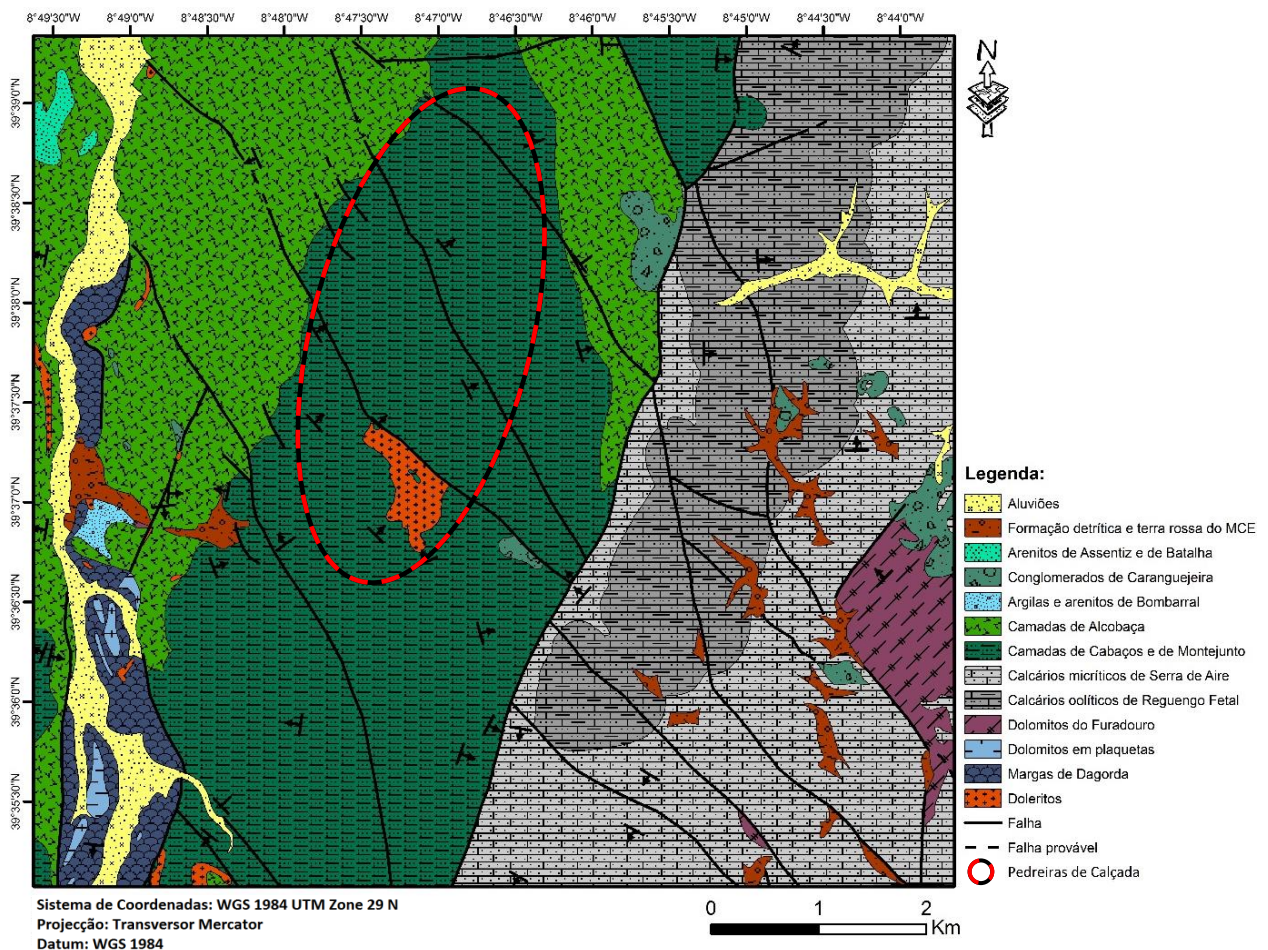 8°49'30"W 8°49'0"W 8°48'30"W 8°48'0"W 8°47'30"W 8°47'0"W 8°46'30"W 8°46'0"W 8°45'30"W 8°45'0"W 8°44'30"W 8°44'0"W
N
39°39'0"N
39°38'30"N
39°38'0"N
39°37'30"N
39°37'0"N
39°36'30"N
39°36'0"N
39°35'30"N
Legenda:
Aluviões
Formação detrítica e terra rossa do MCE
Arenitos de Assentiz e de Batalha
Conglomerados de Caranguejeira
Argilas e arenitos de Bombarral
Camadas de Alcobaça
Camadas de Cabaços e de Montejunto
Calcários micríticos de Serra de Aire
Calcários oolíticos de Reguengo Fetal
Dolomitos do Furadouro
Dolomitos em plaquetas
Margas de Dagorda
Doleritos
Falha
Falha provável
Pedreiras de Calçada
Sistema de Coordenadas: WGS 1984 UTM Zone 29 N
Projecção: Transversor Mercator
Datum: WGS 1984
0 1 2
Km